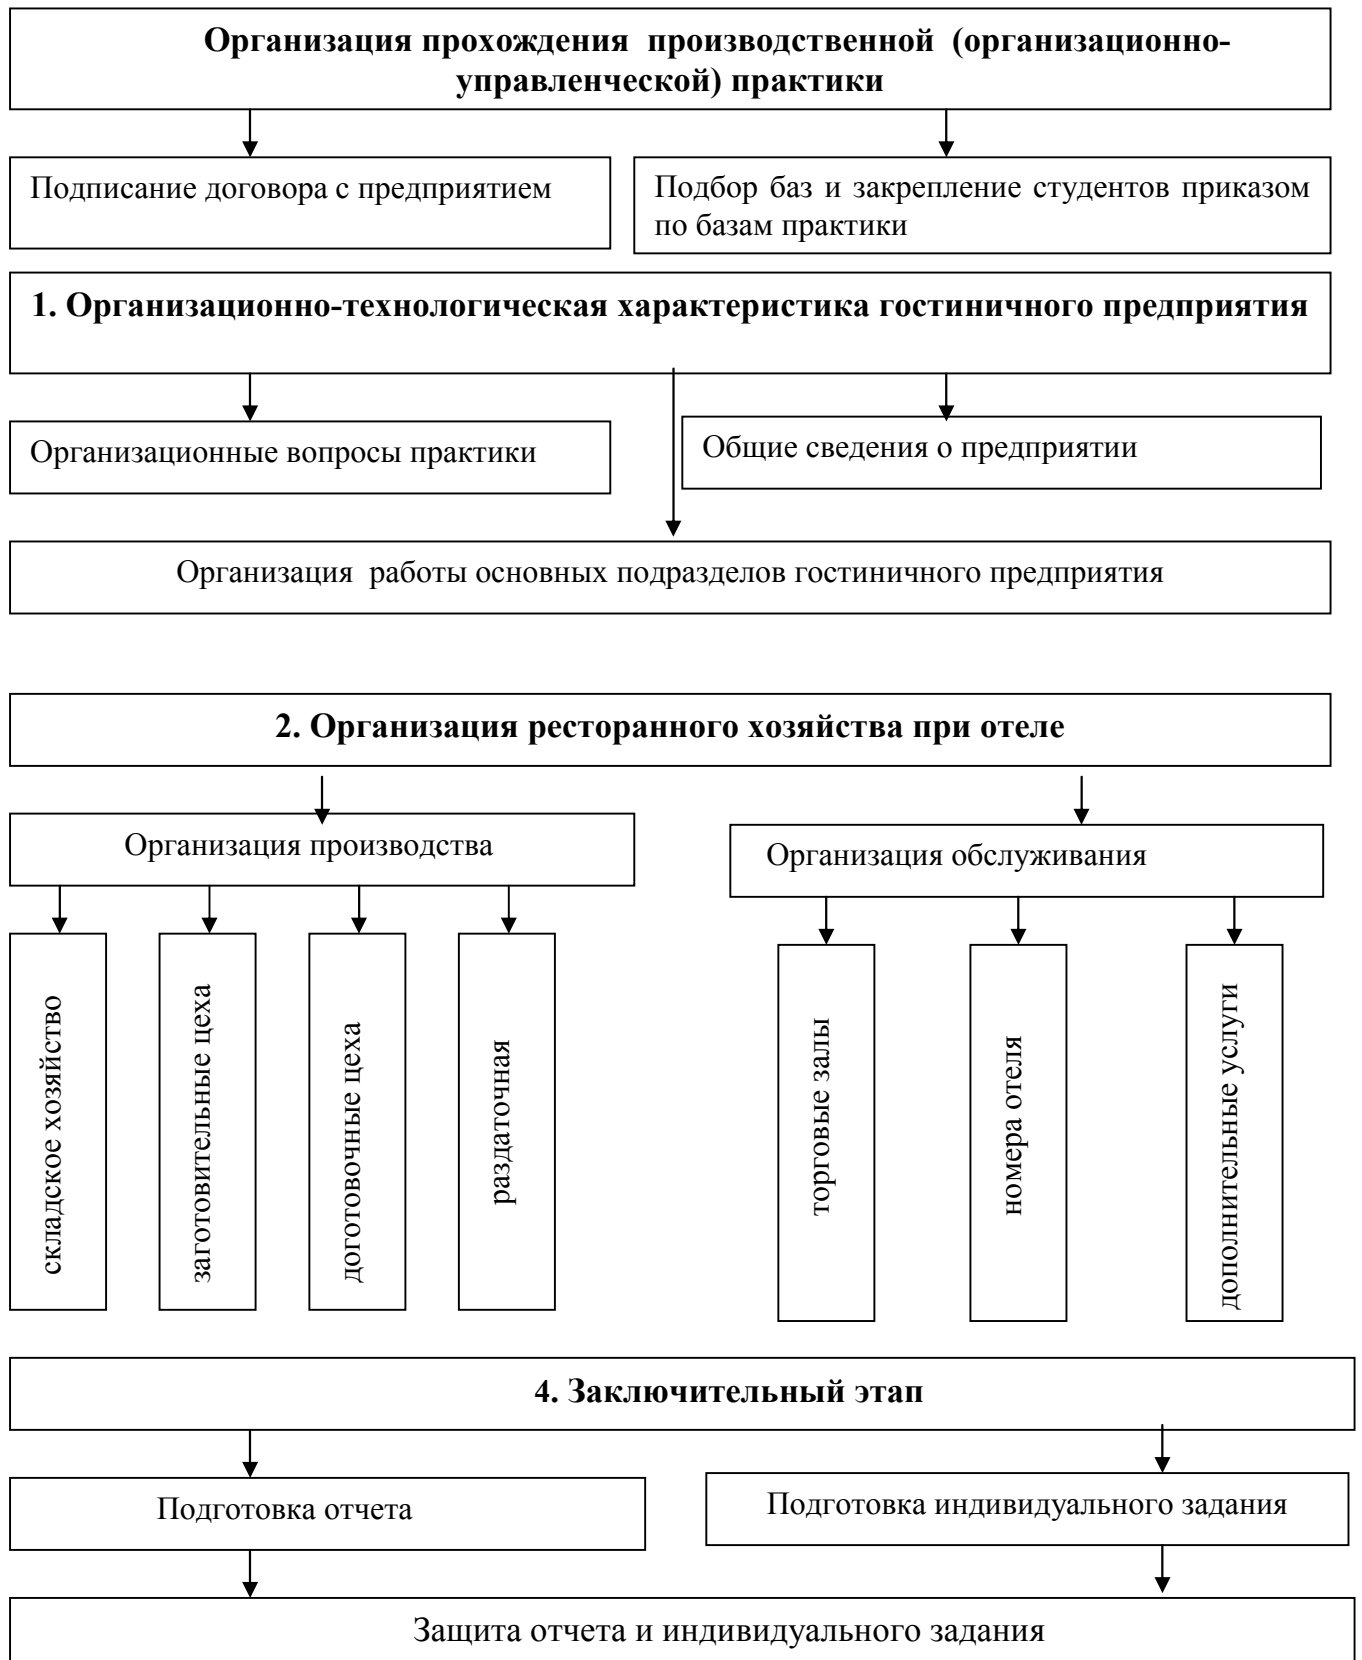 Организация прохождения производственной (организационно-
управленческой) практики
Подписание договора с предприятием
Подбор баз и закрепление студентов приказом
по базам практики
1. Организационно-технологическая характеристика гостиничного предприятия
Организационные вопросы практики
Общие сведения о предприятии
Организация работы основных подразделов гостиничного предприятия
2. Организация ресторанного хозяйства при отеле
Организация производства
Организация обслуживания
складское хозяйство
заготовительные цеха
доготовочные цеха
раздаточная
торговые залы
номера отеля
дополнительные услуги
4. Заключительный этап
Подготовка отчета
Подготовка индивидуального задания
Защита отчета и индивидуального задания